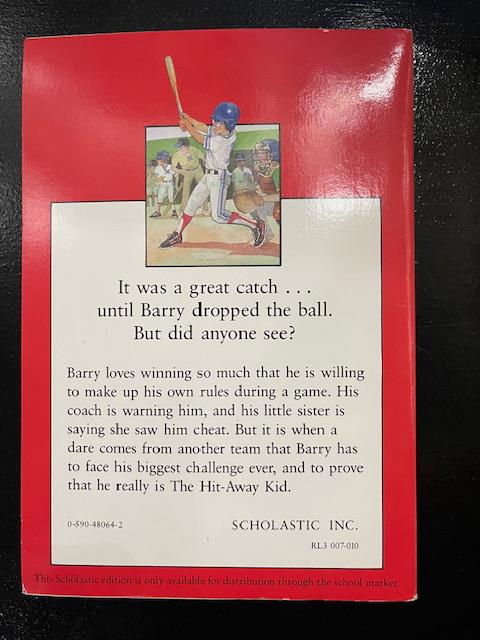 It was a great catch . . .
until Barry dropped the ball.
But did anyone see?
Barry loves winning so much that he is willing
to make up his own rules during a game. His
coach is warning him, and his little sister is
saying she saw him cheat. But it is when a
dare comes from another team that Barry has
to face his biggest challenge ever, and to prove
that he really is The Hit-Away Kid.
0-590-48064-2
SCHOLASTIC INC.
RL3 007-010
This Scholastic edition is only available for distribution through the school market.